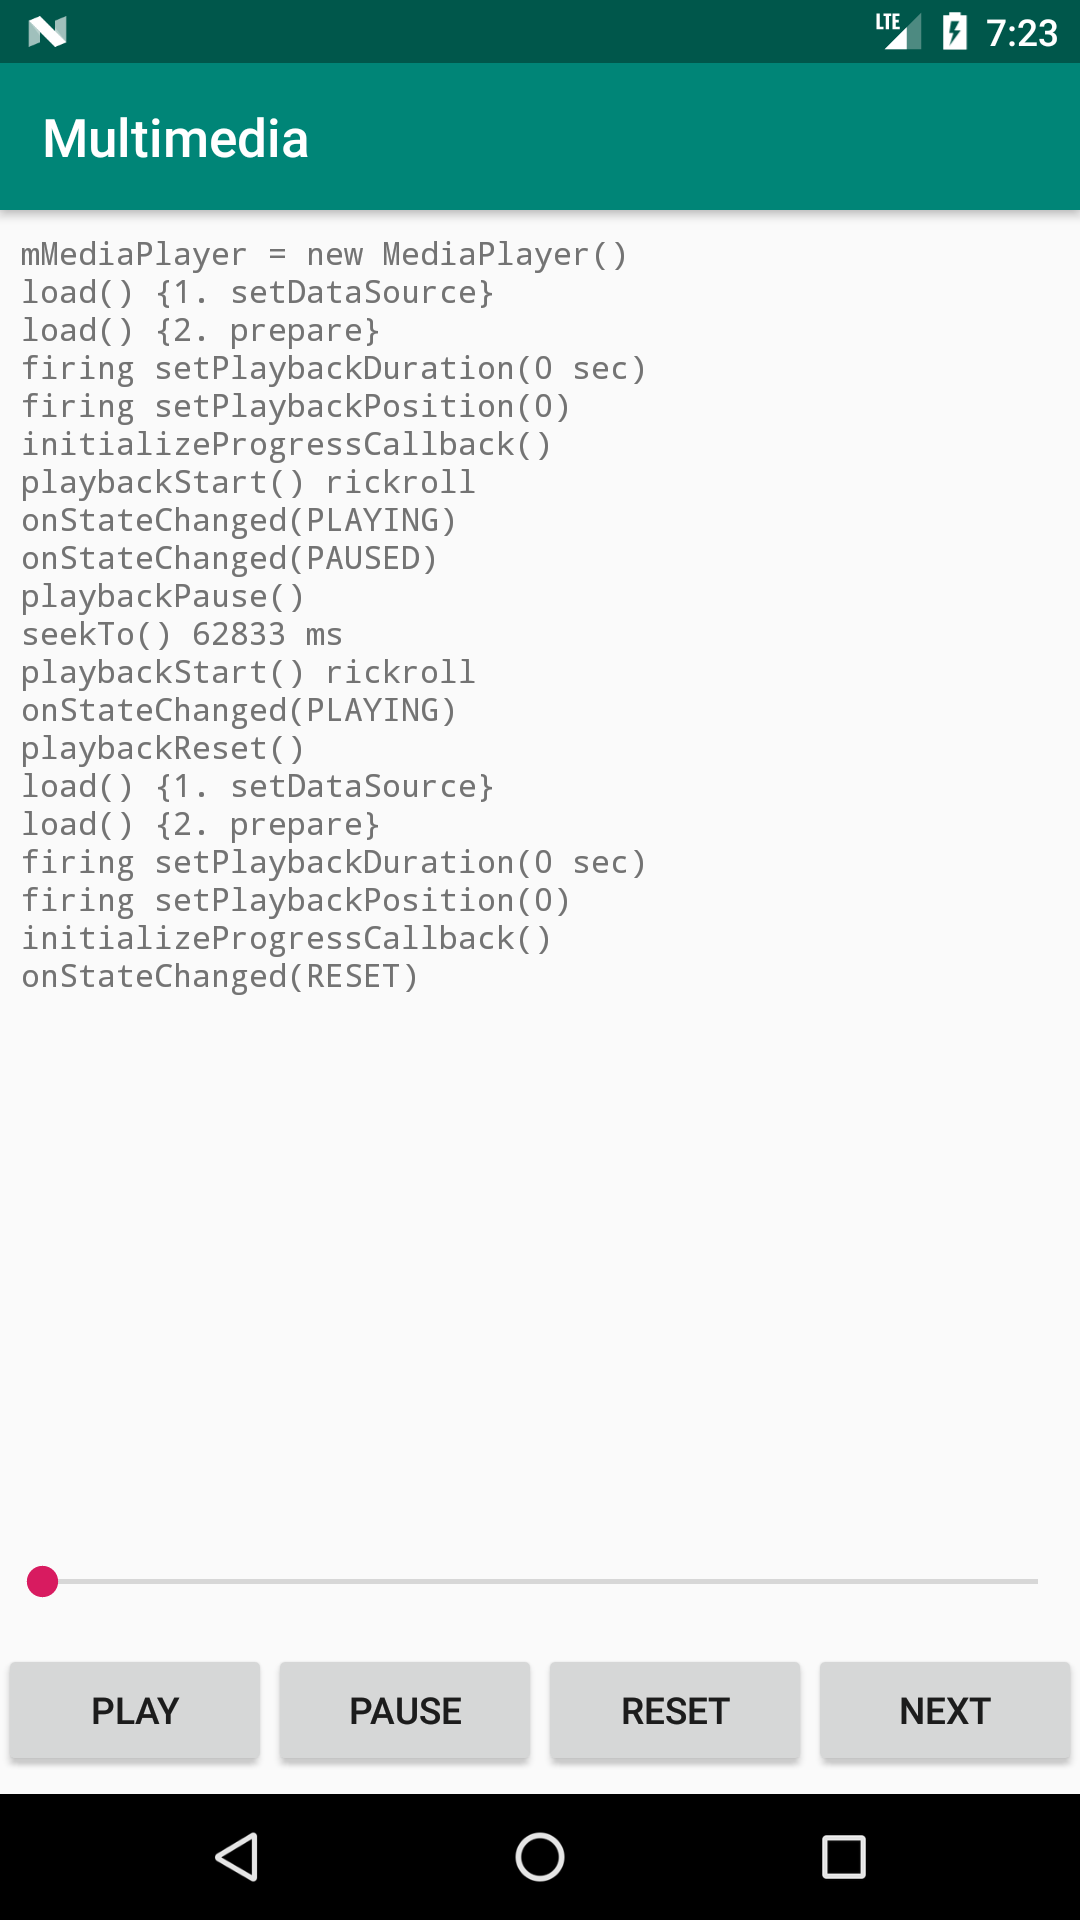 LTE 7:23
Multimedia
mMediaPlayer = new MediaPlayer()
load() {1. setDataSource}
load() {2. prepare}
firing setPlaybackDuration(0 sec)
firing setPlaybackPosition(0)
initializeProgressCallback()
playbackStart() rickroll
onStateChanged(PLAYING)
onStateChanged(PAUSED)
playbackPause()
seekTo() 62833 ms
playbackStart() rickroll
onStateChanged(PLAYING)
playbackReset()
load() {1. setDataSource}
load() {2. prepare}
firing setPlaybackDuration(0 sec)
firing setPlaybackPosition(0)
initializeProgressCallback()
onStateChanged(RESET)
PLAY PAUSE RESET NEXT